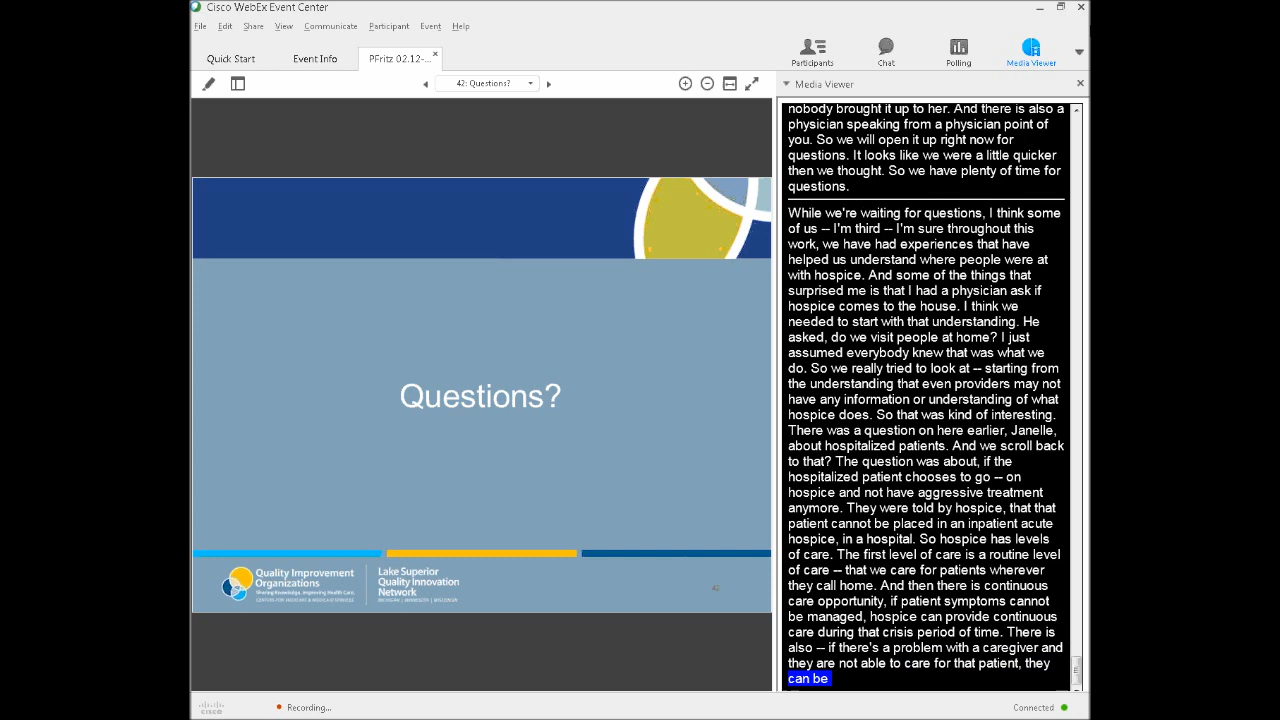 Cisco WebEx Event Center
File Edit Share View Communicate Participant Event Help
Quick Start Event Info PFritz 02.12-...
Participants Chat Polling Media Viewer
42: Questions?
Media Viewer
Questions?
Quality Improvement
Organizations
Sharing Knowledge. Improving Health Care.
CENTERS FOR MEDICARE & MEDICAID SERVICES
Lake Superior
Quality Innovation
Network
MICHIGAN | MINNESOTA | WISCONSIN
42
nobody brought it up to her. And there is also a
physician speaking from a physician point of
you. So we will open it up right now for
questions. It looks like we were a little quicker
then we thought. So we have plenty of time for
questions.
While we're waiting for questions, I think some
of us -- I'm third -- I'm sure throughout this
work, we have had experiences that have
helped us understand where people were at
with hospice. And some of the things that
surprised me is that I had a physician ask if
hospice comes to the house. I think we
needed to start with that understanding. He
asked, do we visit people at home? I just
assumed everybody knew that was what we
do. So we really tried to look at -- starting from
the understanding that even providers may not
have any information or understanding of what
hospice does. So that was kind of interesting.
There was a question on here earlier, Janelle,
about hospitalized patients. And we scroll back
to that? The question was about, if the
hospitalized patient chooses to go -- on
hospice and not have aggressive treatment
anymore. They were told by hospice, that that
patient cannot be placed in an inpatient acute
hospice, in a hospital. So hospice has levels
of care. The first level of care is a routine level
of care -- that we care for patients wherever
they call home. And then there is continuous
care opportunity, if patient symptoms cannot
be managed, hospice can provide continuous
care during that crisis period of time. There is
also -- if there's a problem with a caregiver and
they are not able to care for that patient, they
can be
cisco
Recording...
Connected